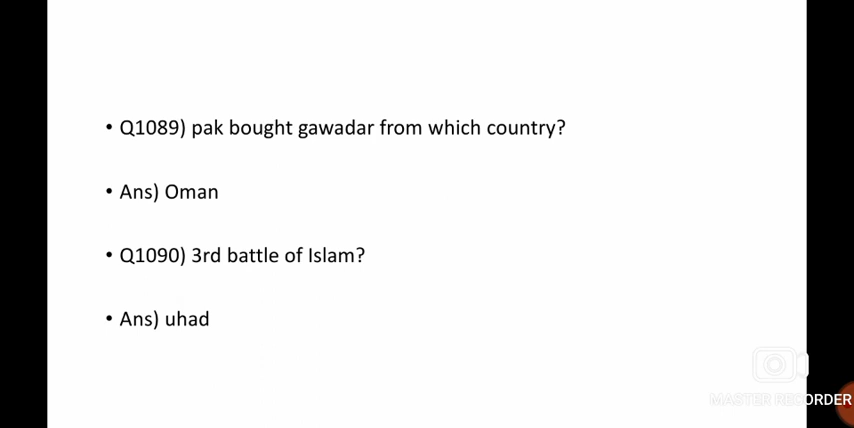 • Q1089) pak bought gawadar from which country?
• Ans) Oman
• Q1090) 3rd battle of Islam?
• Ans) uhad
MASTER RECORDER